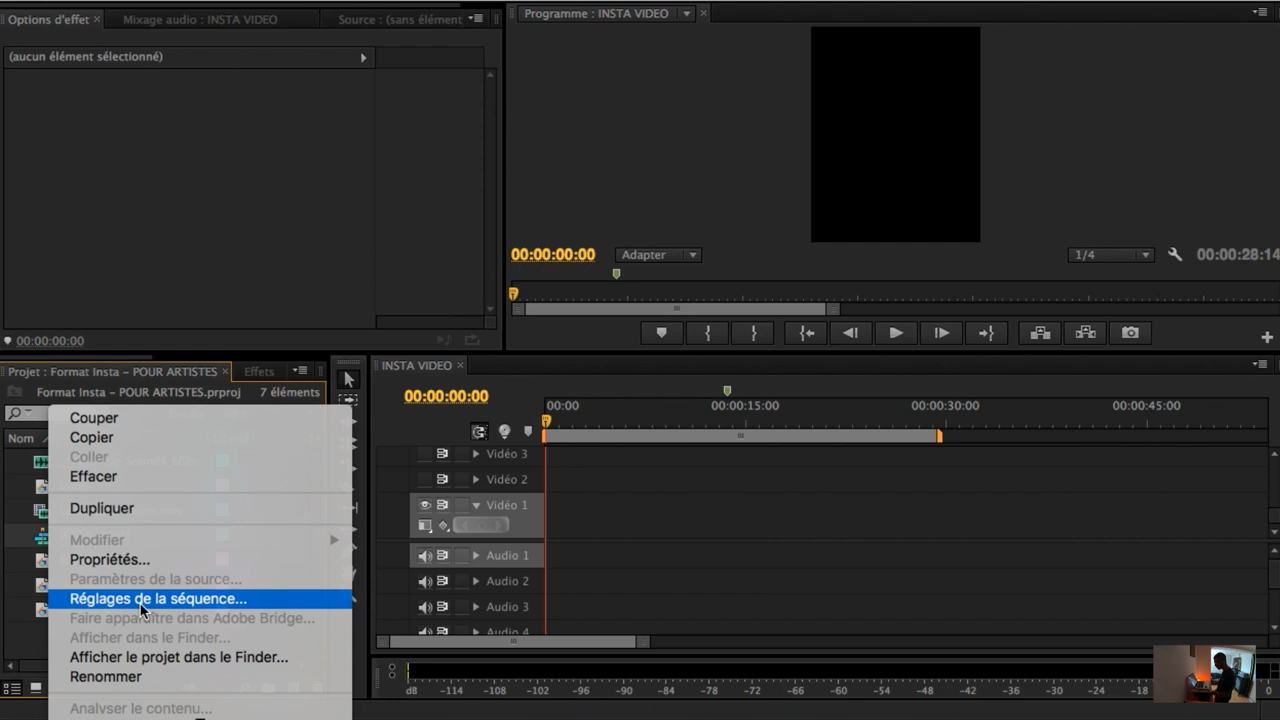 Options d'effet
Mixage audio : INSTA VIDEO
Source : (sans élément
Programme : INSTA VIDEO
(aucun élément sélectionné)
00:00:00:00
Adapter
1/4
00:00:28:14
00:00:00:00
Projet : Format Insta – POUR ARTISTES
Effets
INSTA VIDEO
Format Insta – POUR ARTISTES.prproj
7 éléments
00:00:00:00
00:00
00:00:15:00
00:00:30:00
00:00:45:00
Nom
Couper
Copier
Coller
Effacer
Dupliquer
Modifier
Propriétés...
Paramètres de la source...
Réglages de la séquence...
Faire apparaître dans Adobe Bridge...
Afficher dans le Finder...
Afficher le projet dans le Finder...
Renommer
Analyser le contenu...
Vidéo 3
Vidéo 2
Vidéo 1
Audio 1
Audio 2
Audio 3
Audio 4
dB -114 -108 -102 -96 -90 -84 -78 -72 -66 -60 -54 -48 -42 -36 -30 -24 -18 0